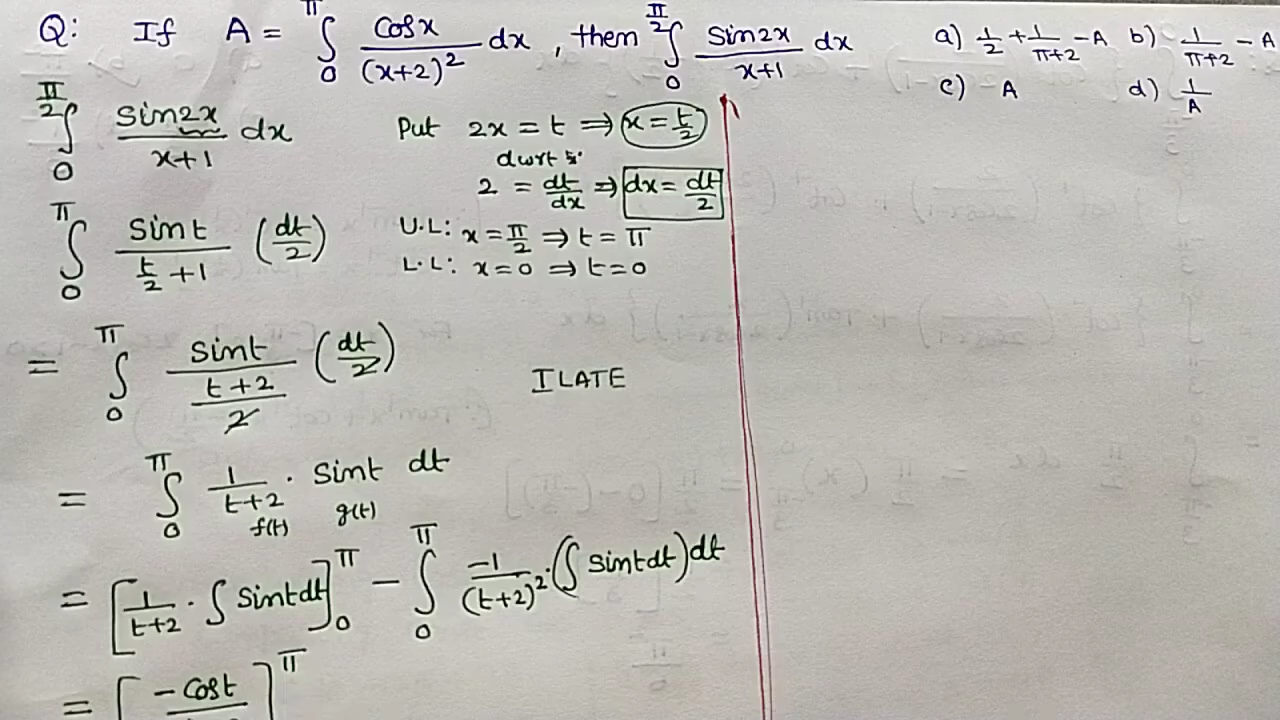 Q: If A = ∫₀^π Cosx/(x+2)² dx , then ∫₀^(π/2) Sin2x/(x+1) dx a) 1/2 + 1/(π+2) - A b) 1/(π+2) - A
c) - A d) 1/A
∫₀^(π/2) Sin2x/(x+1) dx Put 2x = t ⇒ x = t/2
dwrt x:
2 = dt/dx ⇒ dx = dt/2
∫₀^π Sint/(t/2 + 1) (dt/2) U.L: x = π/2 ⇒ t = π
L.L: x = 0 ⇒ t = 0
= ∫₀^π Sint/((t+2)/2) (dt/2) ILATE
= ∫₀^π 1/(t+2) . Sint dt
f(t) g(t)
= [1/(t+2) . ∫ Sintdt]₀^π - ∫₀^π -1/(t+2)² . (∫ Sintdt)dt
= [-Cost ]^π